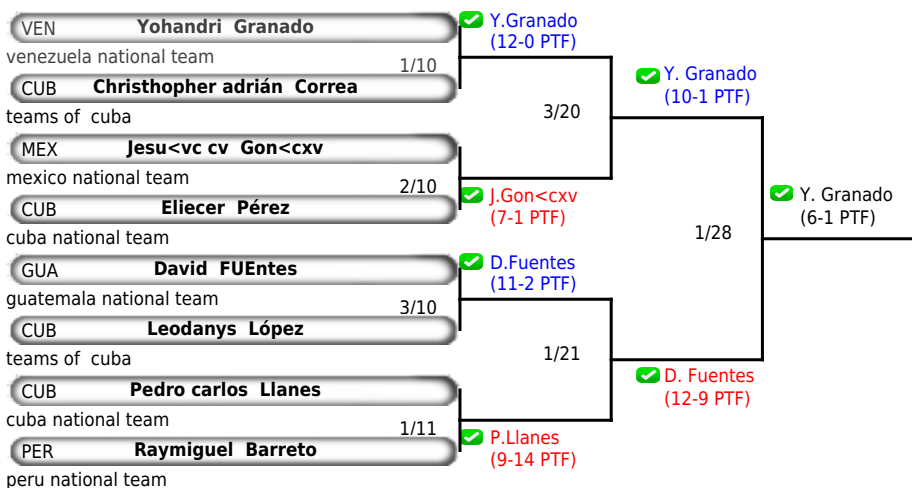 VEN Yohandri Granado
venezuela national team
1/10
CUB Christhopher adrián Correa
teams of cuba
MEX Jesu<vc cv Gon<cxv
mexico national team
2/10
CUB Eliecer Pérez
cuba national team
GUA David FUEntes
guatemala national team
3/10
CUB Leodanys López
teams of cuba
CUB Pedro carlos Llanes
cuba national team
1/11
PER Raymiguel Barreto
peru national team
Y.Granado
(12-0 PTF)
3/20
J.Gon<cxv
(7-1 PTF)
D.Fuentes
(11-2 PTF)
1/21
P.Llanes
(9-14 PTF)
Y. Granado
(10-1 PTF)
1/28
D. Fuentes
(12-9 PTF)
Y. Granado
(6-1 PTF)